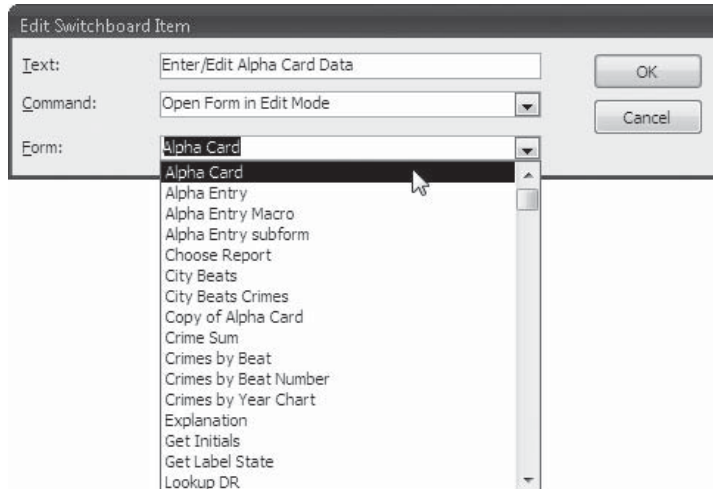 Edit Switchboard Item
Text:
Enter/Edit Alpha Card Data
OK
Command:
Open Form in Edit Mode
Cancel
Form:
Alpha Card
Alpha Card
Alpha Entry
Alpha Entry Macro
Alpha Entry subform
Choose Report
City Beats
City Beats Crimes
Copy of Alpha Card
Crime Sum
Crimes by Beat
Crimes by Beat Number
Crimes by Year Chart
Explanation
Get Initials
Get Label State
Lookup DR